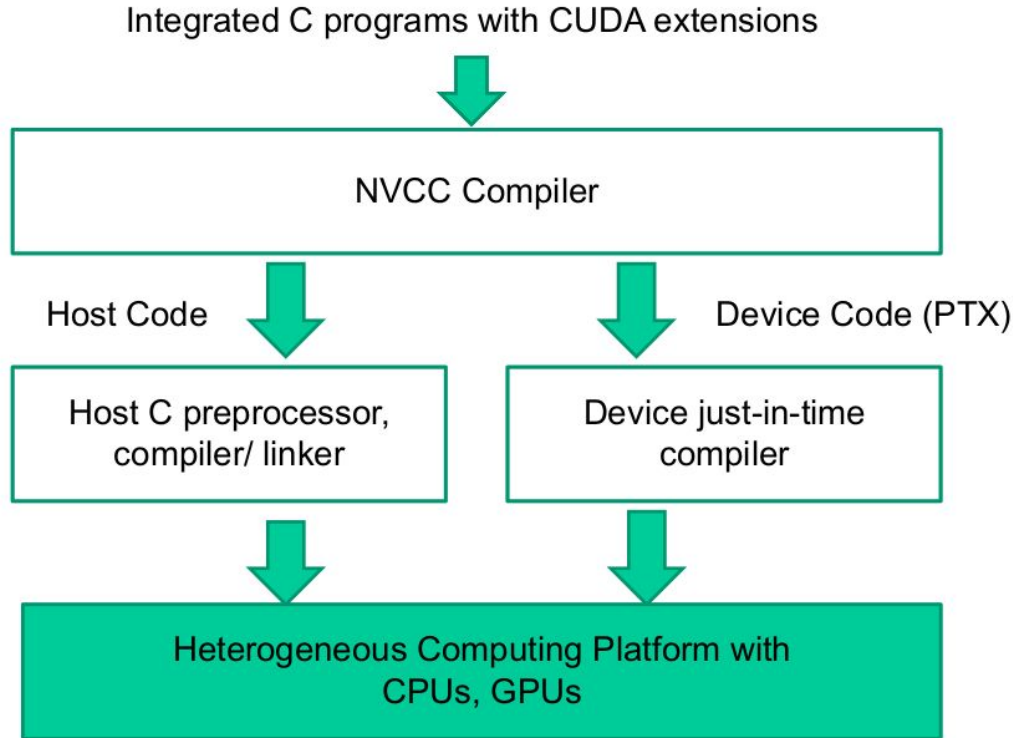 Integrated C programs with CUDA extensions
NVCC Compiler
Host Code
Device Code (PTX)
Host C preprocessor,
compiler/ linker
Device just-in-time
compiler
Heterogeneous Computing Platform with
CPUs, GPUs